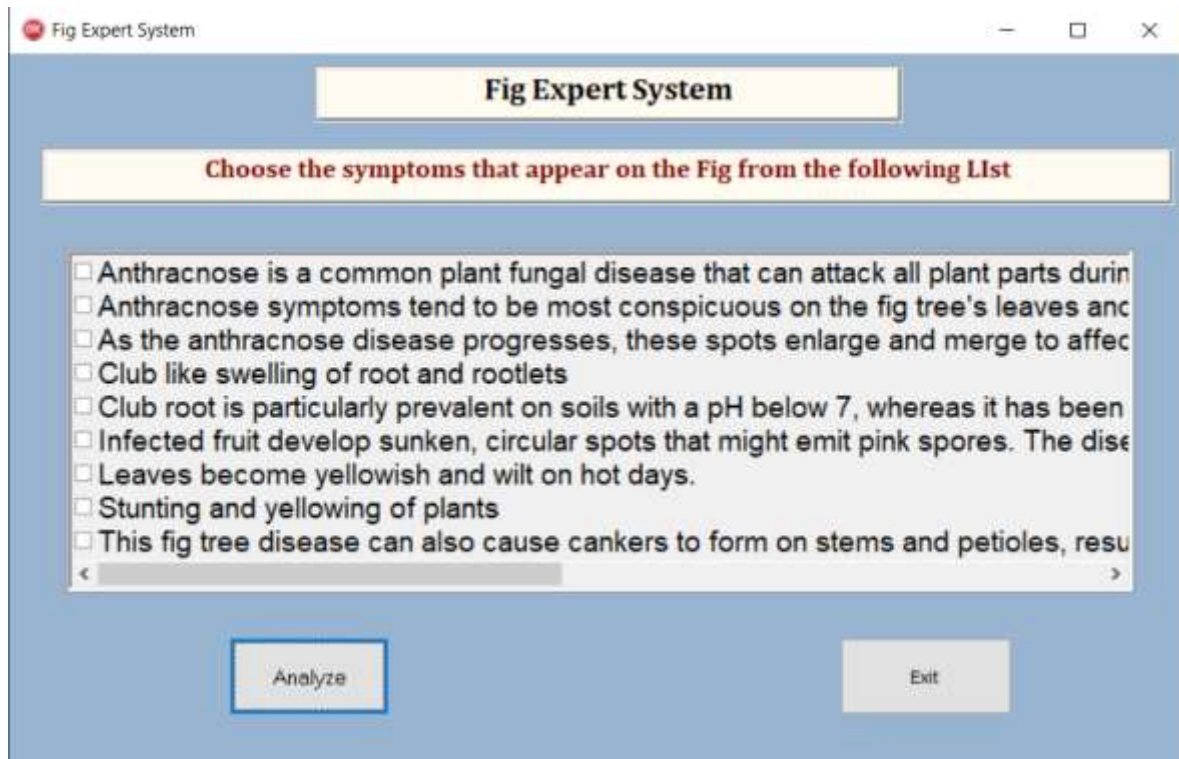 Fig Expert System
Fig Expert System
Choose the symptoms that appear on the Fig from the following LIst
Anthracnose is a common plant fungal disease that can attack all plant parts durin
Anthracnose symptoms tend to be most conspicuous on the fig tree's leaves anc
As the anthracnose disease progresses, these spots enlarge and merge to affec
Club like swelling of root and rootlets
Club root is particularly prevalent on soils with a pH below 7, whereas it has been
Infected fruit develop sunken, circular spots that might emit pink spores. The dise
Leaves become yellowish and wilt on hot days.
Stunting and yellowing of plants
This fig tree disease can also cause cankers to form on stems and petioles, resu
Analyze
Exit